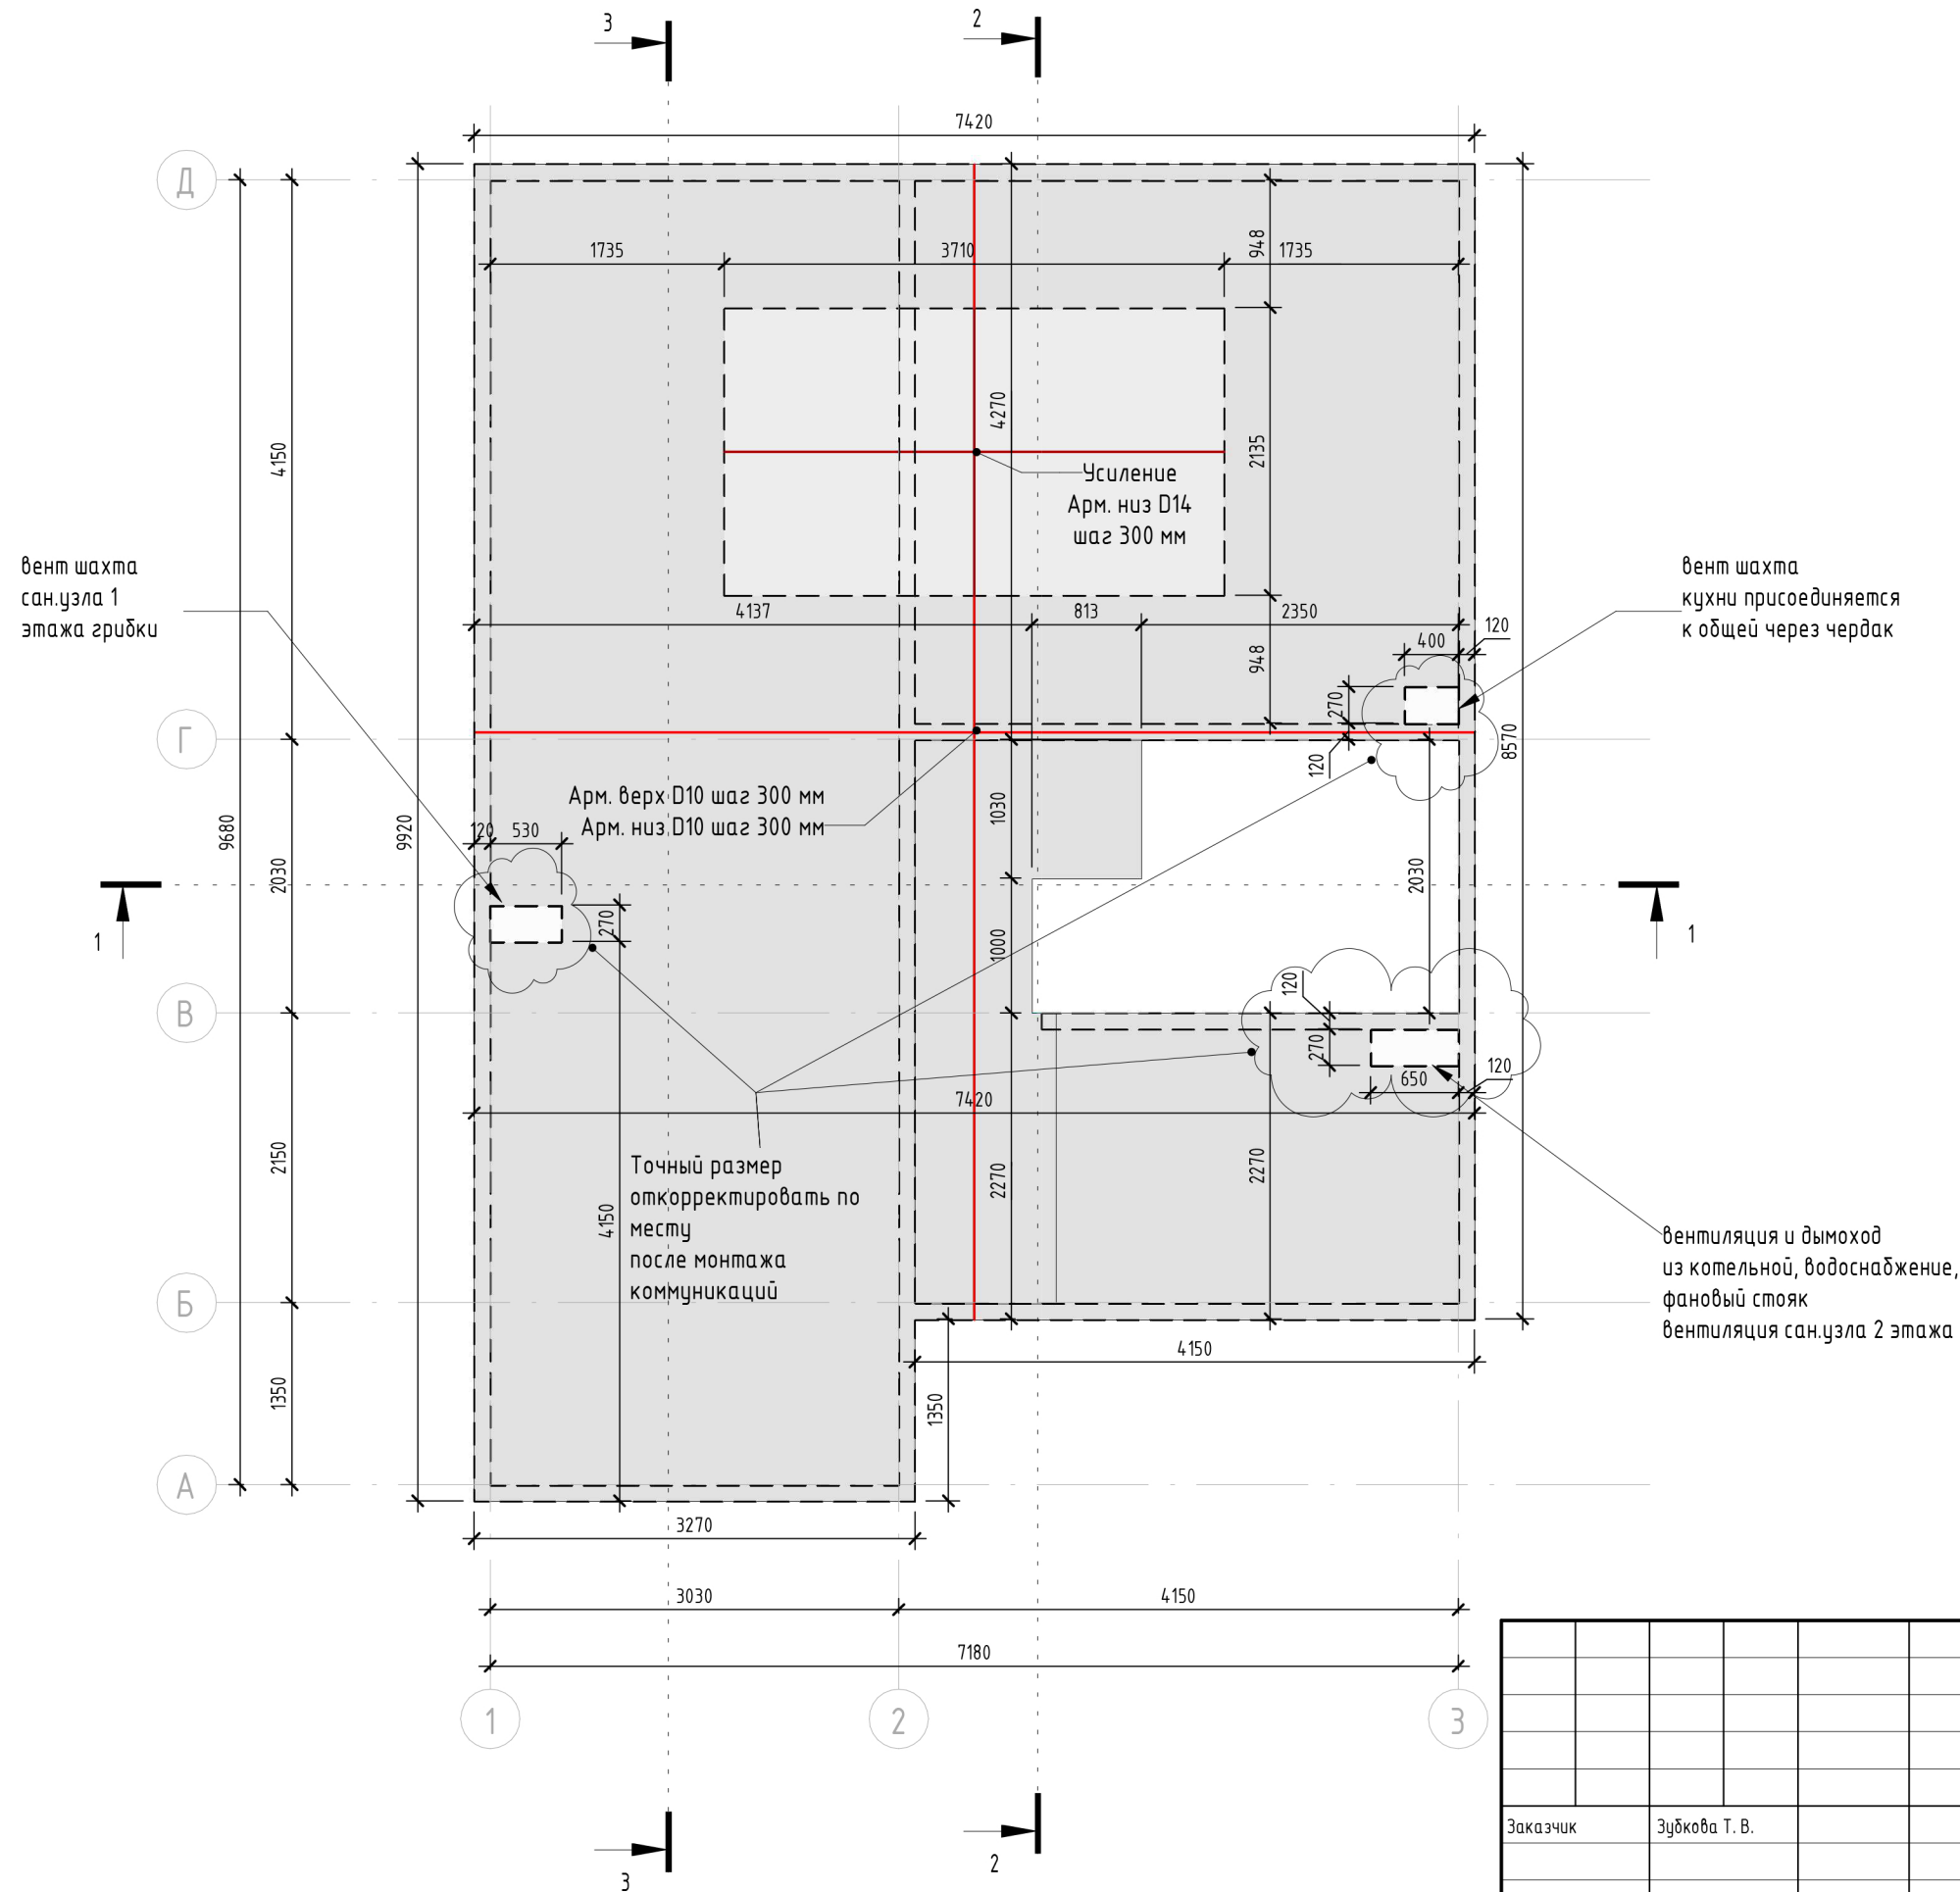 3
2
7420
Д
1735
3710
948
1735
4270
4150
2135
Усиление
Арм. низ D14
шаг 300 мм
вент шахта
сан.узла 1
этажа грибки
вент шахта
кухни присоединяется
к общей через чердак
4137
813
2350
120
400
948
270
Г
8570
120
Арм. верх D10 шаг 300 мм
Арм. низ D10 шаг 300 мм
1030
120
530
9680
9920
2030
2030
270
1
1
1000
120
В
270
650
120
7420
2150
2270
2270
4150
Точный размер
откорректировать по
месту
после монтажа
коммуникаций
вентиляция и дымоход
из котельной, водоснабжение,
фановый стояк
вентиляция сан.узла 2 этажа
Б
4150
1350
1350
А
3270
3030
4150
7180
1
2
3
Заказчик
Зубкова Т. В.
2
3